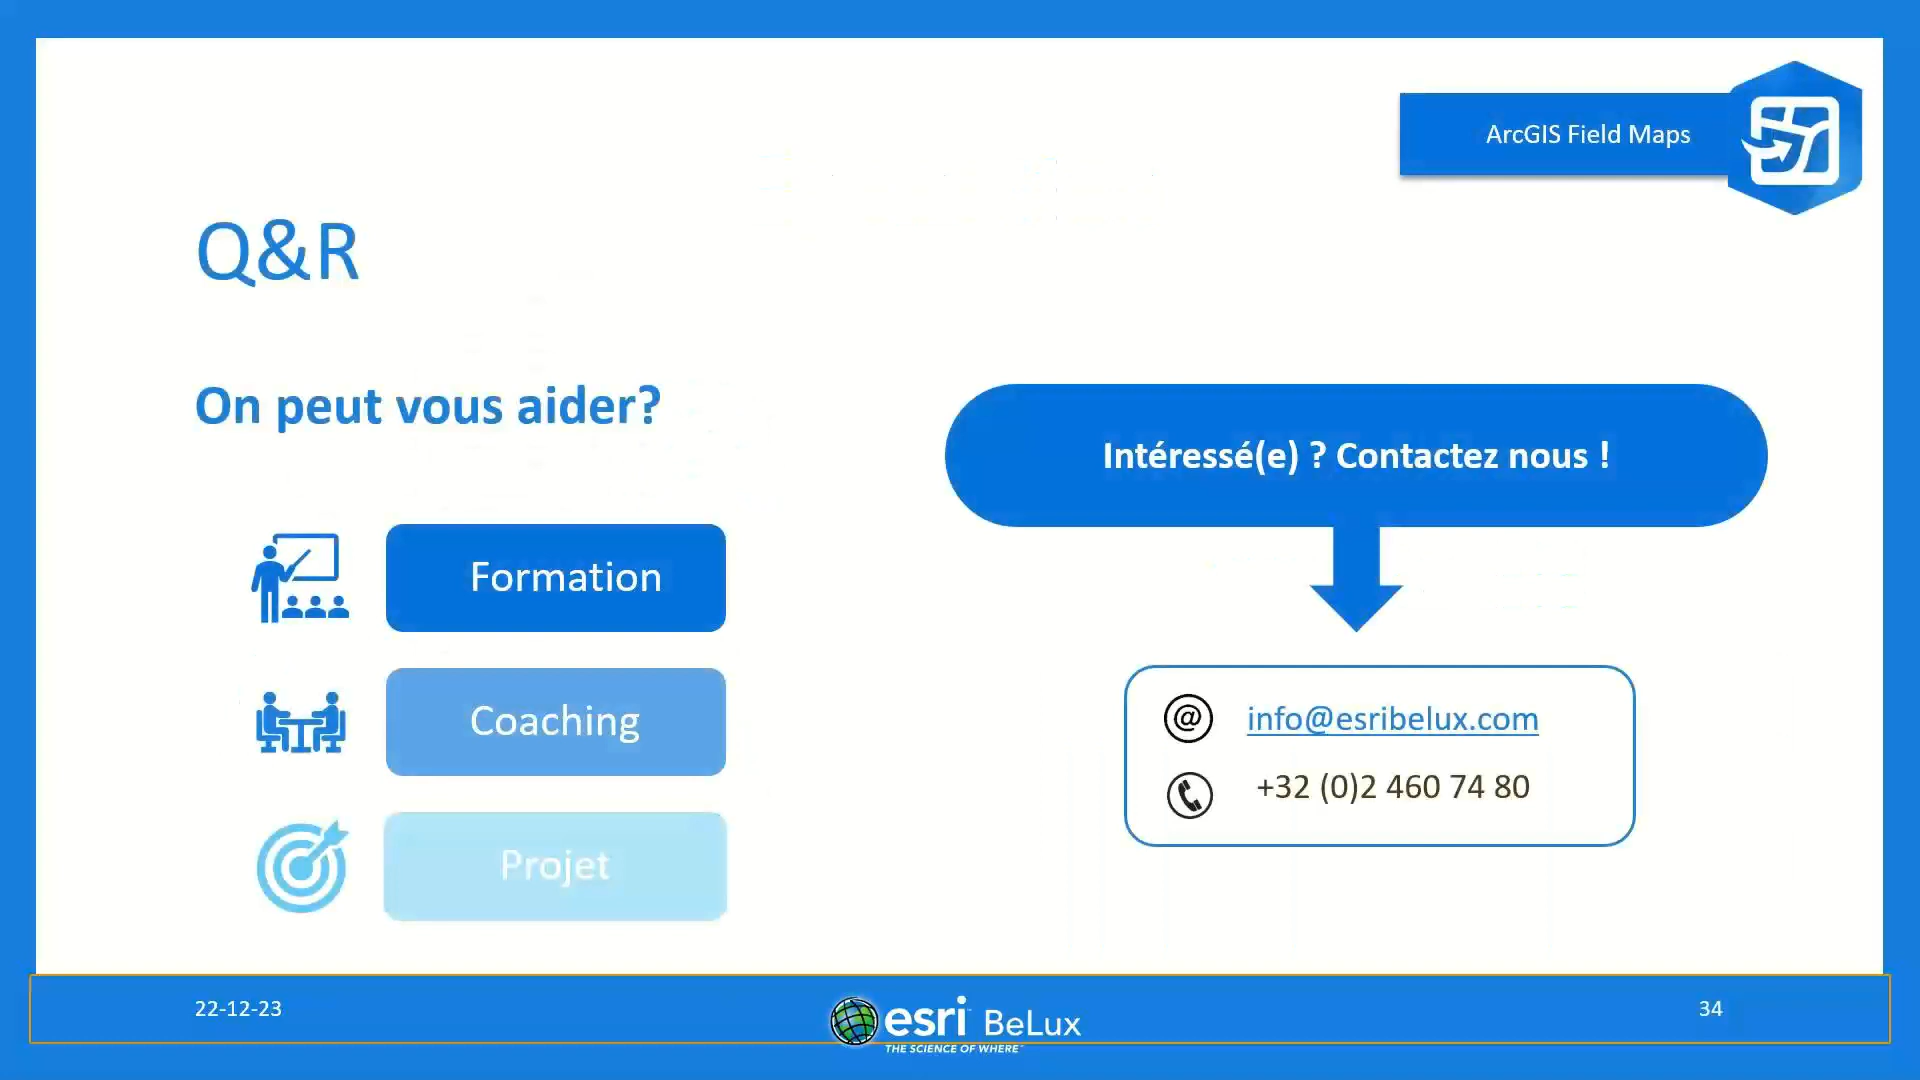 ArcGIS Field Maps
Q&R
On peut vous aider?
Formation
Coaching
Projet
Intéressé(e) ? Contactez nous !
@ info@esribelux.com
+32 (0)2 460 74 80
22-12-23
esri BeLux
THE SCIENCE OF WHERE™
34